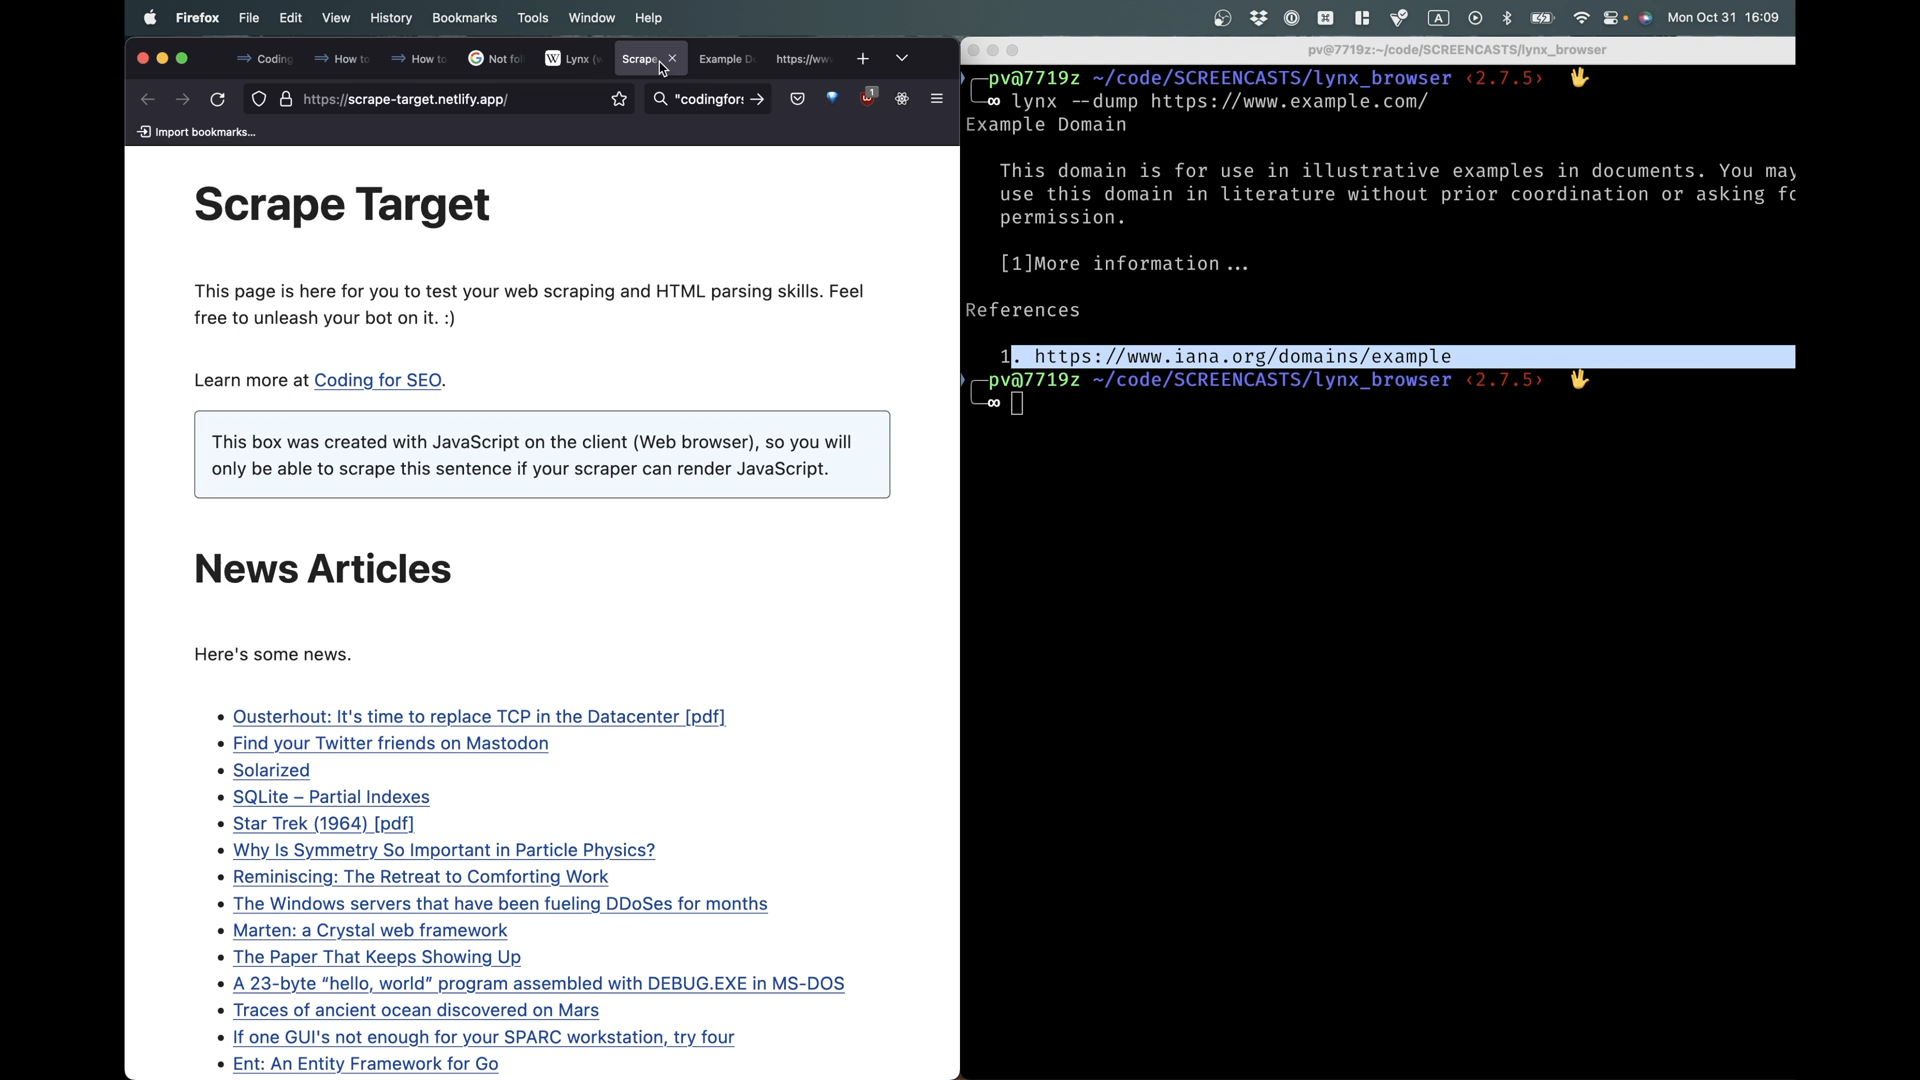 Firefox File Edit View History Bookmarks Tools Window Help
A
Mon Oct 31 16:09
Coding
How to
How to
Not fol
Lynx (w
Scrape
Example D
https://ww
pv@7719z:~/code/SCREENCASTS/lynx_browser
https://scrape-target.netlify.app/
"codingfor
1
Import bookmarks...
Scrape Target
This page is here for you to test your web scraping and HTML parsing skills. Feel
free to unleash your bot on it. :)
Learn more at Coding for SEO.
This box was created with JavaScript on the client (Web browser), so you will
only be able to scrape this sentence if your scraper can render JavaScript.
News Articles
Here's some news.
Ousterhout: It's time to replace TCP in the Datacenter [pdf]
Find your Twitter friends on Mastodon
Solarized
SQLite – Partial Indexes
Star Trek (1964) [pdf]
Why Is Symmetry So Important in Particle Physics?
Reminiscing: The Retreat to Comforting Work
The Windows servers that have been fueling DDoSes for months
Marten: a Crystal web framework
The Paper That Keeps Showing Up
A 23-byte “hello, world” program assembled with DEBUG.EXE in MS-DOS
Traces of ancient ocean discovered on Mars
If one GUI's not enough for your SPARC workstation, try four
Ent: An Entity Framework for Go
pv@7719z ~/code/SCREENCASTS/lynx_browser ‹2.7.5› 🖖
∞ lynx --dump https://www.example.com/
Example Domain
This domain is for use in illustrative examples in documents. You may
use this domain in literature without prior coordination or asking fo
permission.
[1]More information...
References
1. https://www.iana.org/domains/example
pv@7719z ~/code/SCREENCASTS/lynx_browser ‹2.7.5› 🖖
∞